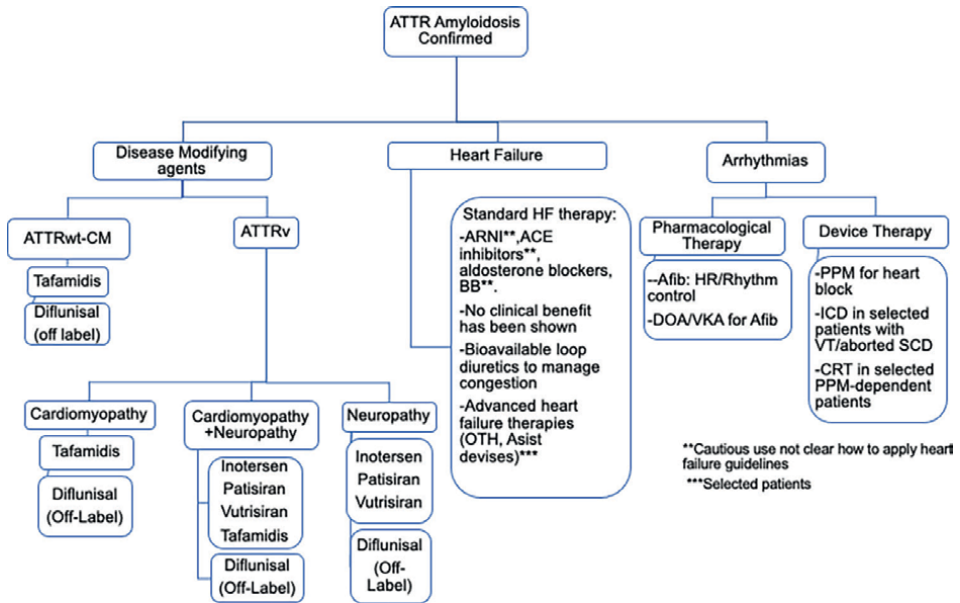 ATTR Amyloidosis
Confirmed
Disease Modifying
agents
Heart Failure
Arrhythmias
ATTRwt-CM
Tafamidis
Diflunisal
(off label)
ATTRv
Cardiomyopathy
Tafamidis
Diflunisal
(Off-Label)
Cardiomyopathy
+Neuropathy
Inotersen
Patisiran
Vutrisiran
Tafamidis
Diflunisal
(Off-Label)
Neuropathy
Inotersen
Patisiran
Vutrisiran
Diflunisal
(Off-
Label)
Standard HF therapy:
-ARNI**,ACE
inhibitors**,
aldosterone blockers,
BB**.
-No clinical benefit
has been shown
-Bioavailable loop
diuretics to manage
congestion
-Advanced heart
failure therapies
(OTH, Asist
devises)***
Pharmacological
Therapy
--Afib: HR/Rhythm
control
-DOA/VKA for Afib
Device Therapy
-PPM for heart
block
-ICD in selected
patients with
VT/aborted SCD
-CRT in selected
PPM-dependent
patients
**Cautious use not clear how to apply heart
failure guidelines
***Selected patients